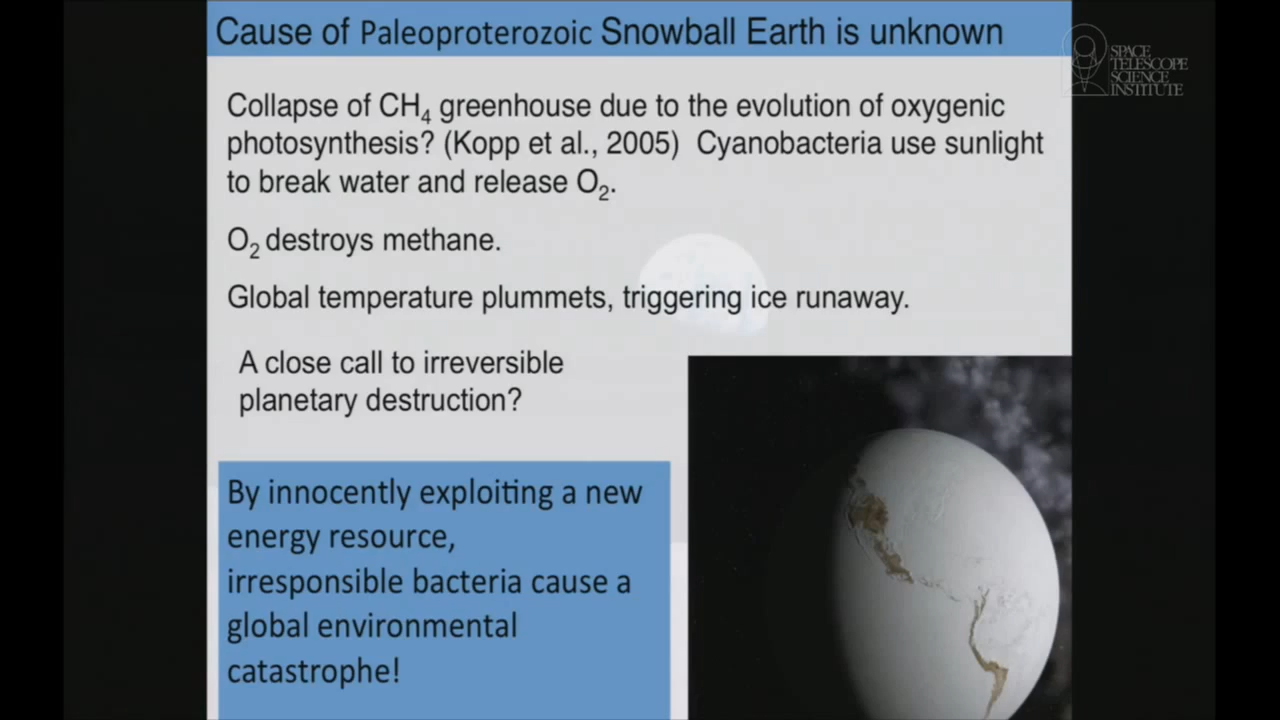 Cause of Paleoproterozoic Snowball Earth is unknown
SPACE
TELESCOPE
SCIENCE
INSTITUTE
Collapse of CH₄ greenhouse due to the evolution of oxygenic
photosynthesis? (Kopp et al., 2005) Cyanobacteria use sunlight
to break water and release O₂.
O₂ destroys methane.
Global temperature plummets, triggering ice runaway.
A close call to irreversible
planetary destruction?
By innocently exploiting a new
energy resource,
irresponsible bacteria cause a
global environmental
catastrophe!